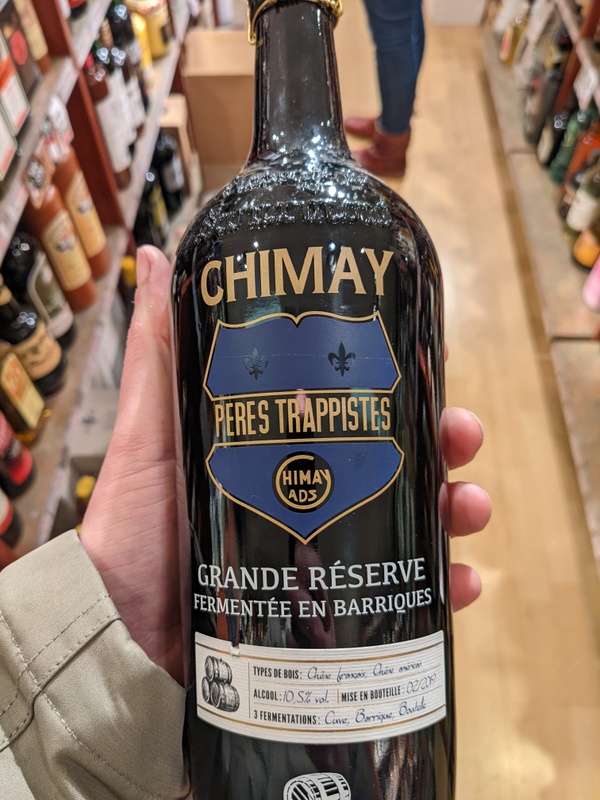 CHIMAY
PERES TRAPPISTES
CHIMAY
ADS
GRANDE RÉSERVE
FERMENTÉE EN BARRIQUES
TYPES DE BOIS: Chêne français, Chêne américain
ALCOOL: 10,5% vol. MISE EN BOUTEILLE: 02/2019
3 FERMENTATIONS: Cuve, Barrique, Bouteille